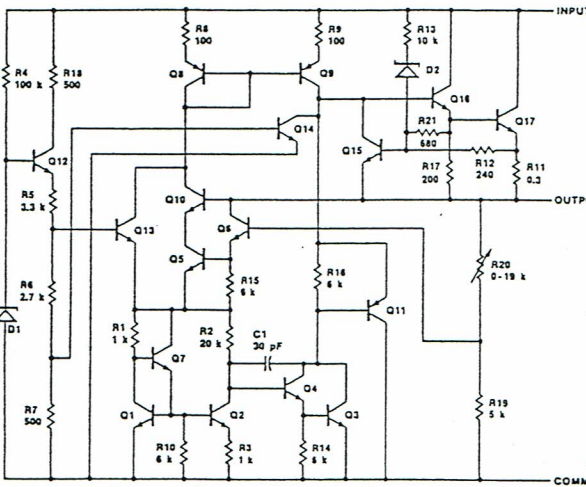 INPUT
R8
100
R9
100
R13
10 k
R4
100 k
R18
500
Q8
Q9
D2
Q16
Q14
R21
680
Q17
Q12
Q15
R17
200
R12
240
R11
0.3
R5
3.3 k
Q10
OUTP
Q13
Q6
Q5
R20
0-19 k
R6
2.7 k
R15
6 k
R16
6 k
Q11
D1
R1
1 k
R2
20 k
C1
30 pF
Q7
Q4
Q1
Q2
Q3
R19
5 k
R7
500
R10
6 k
R3
1 k
R14
COMM